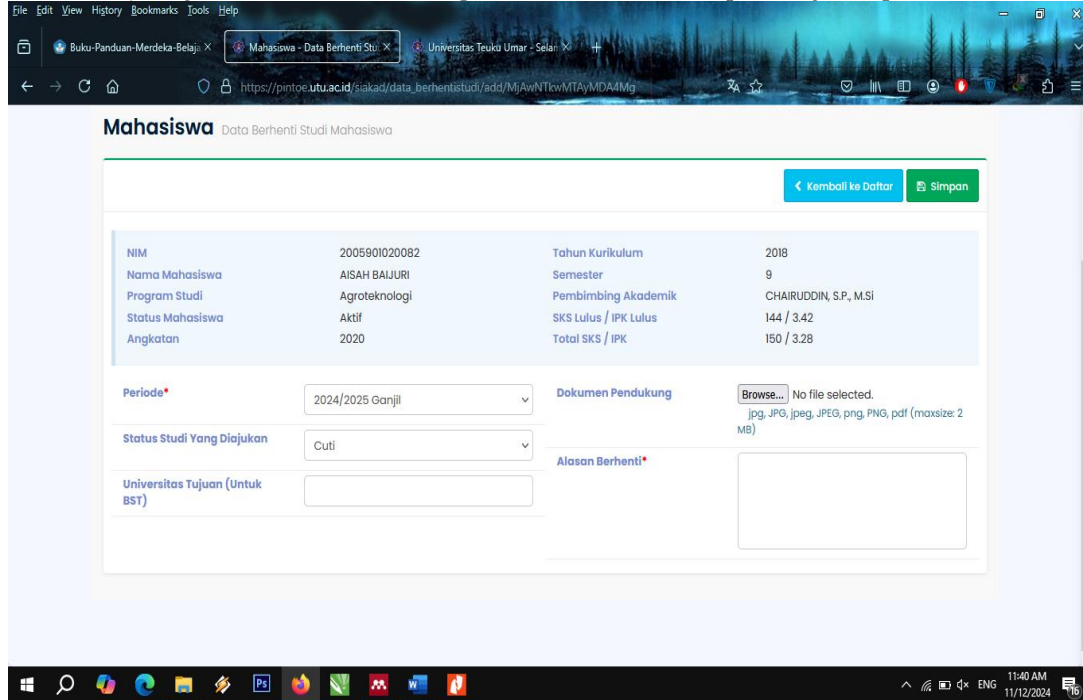 File Edit View History Bookmarks Tools Help
Buku-Panduan-Merdeka-Belaja
Mahasiswa - Data Berhenti Stu
Universitas Teuku Umar - Selan
https://pintoe.utu.ac.id/siakad/data_berhentistudi/add/MjAwNTkwMTAyMDA4Mg
Mahasiswa Data Berhenti Studi Mahasiswa
Kembali ke Daftar Simpan
NIM 2005901020082 Tahun Kurikulum 2018
Nama Mahasiswa AISAH BAIJURI Semester 9
Program Studi Agroteknologi Pembimbing Akademik CHAIRUDDIN, S.P., M.Si
Status Mahasiswa Aktif SKS Lulus / IPK Lulus 144 / 3.42
Angkatan 2020 Total SKS / IPK 150 / 3.28
Periode* 2024/2025 Ganjil
Dokumen Pendukung Browse... No file selected.
jpg, JPG, jpeg, JPEG, png, PNG, pdf (maxsize: 2
MB)
Status Studi Yang Diajukan Cuti
Alasan Berhenti*
Universitas Tujuan (Untuk
BST)
Ps
W
ENG
11:40 AM
11/12/2024
16